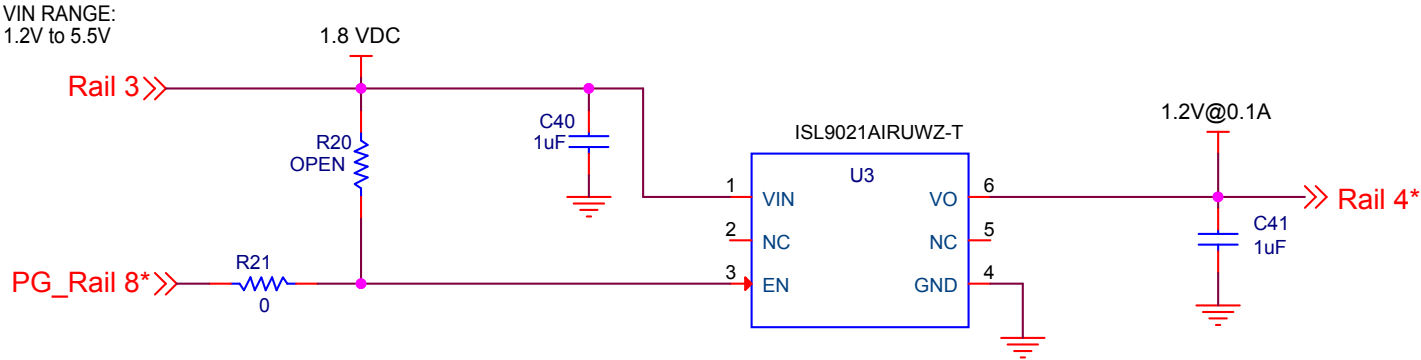 VIN RANGE:
1.2V to 5.5V
1.8 VDC
Rail 3
R20
OPEN
C40
1uF
ISL9021AIRUWZ-T
U3
1
VIN
2
NC
3
EN
6
VO
5
NC
4
GND
1.2V@0.1A
Rail 4*
C41
1uF
PG_Rail 8*
R21
0